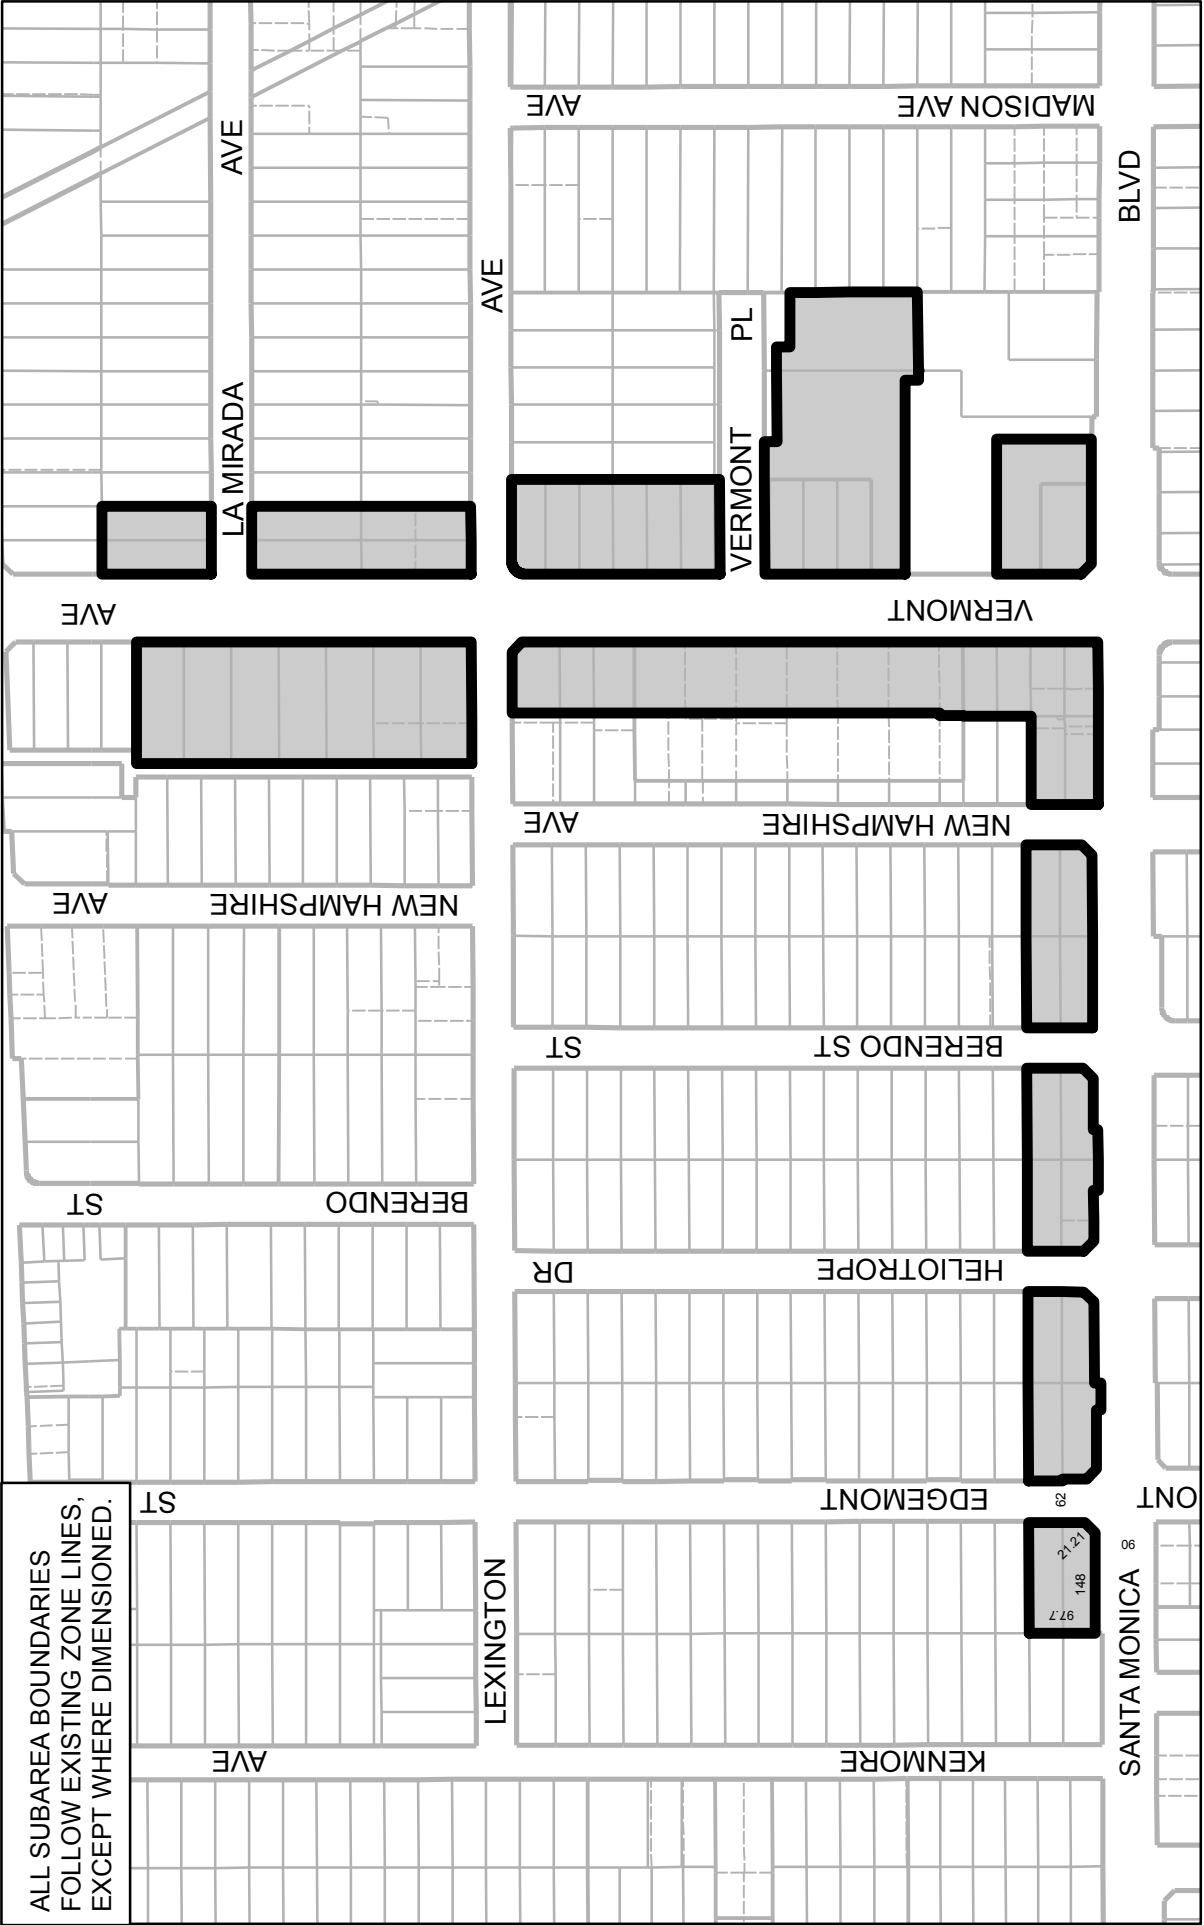 MADISON AVE
AVE
AVE
BLVD
AVE
PL
LA MIRADA
VERMONT
VERMONT
AVE
NEW HAMPSHIRE
AVE
NEW HAMPSHIRE
AVE
BERENDO ST
ST
BERENDO
ST
HELIOTROPE
DR
EDGEMONT
ST
ONT
62
90
21.21
148
97.7
LEXINGTON
SANTA MONICA
KENMORE
AVE
ALL SUBAREA BOUNDARIES
FOLLOW EXISTING ZONE LINES,
EXCEPT WHERE DIMENSIONED.